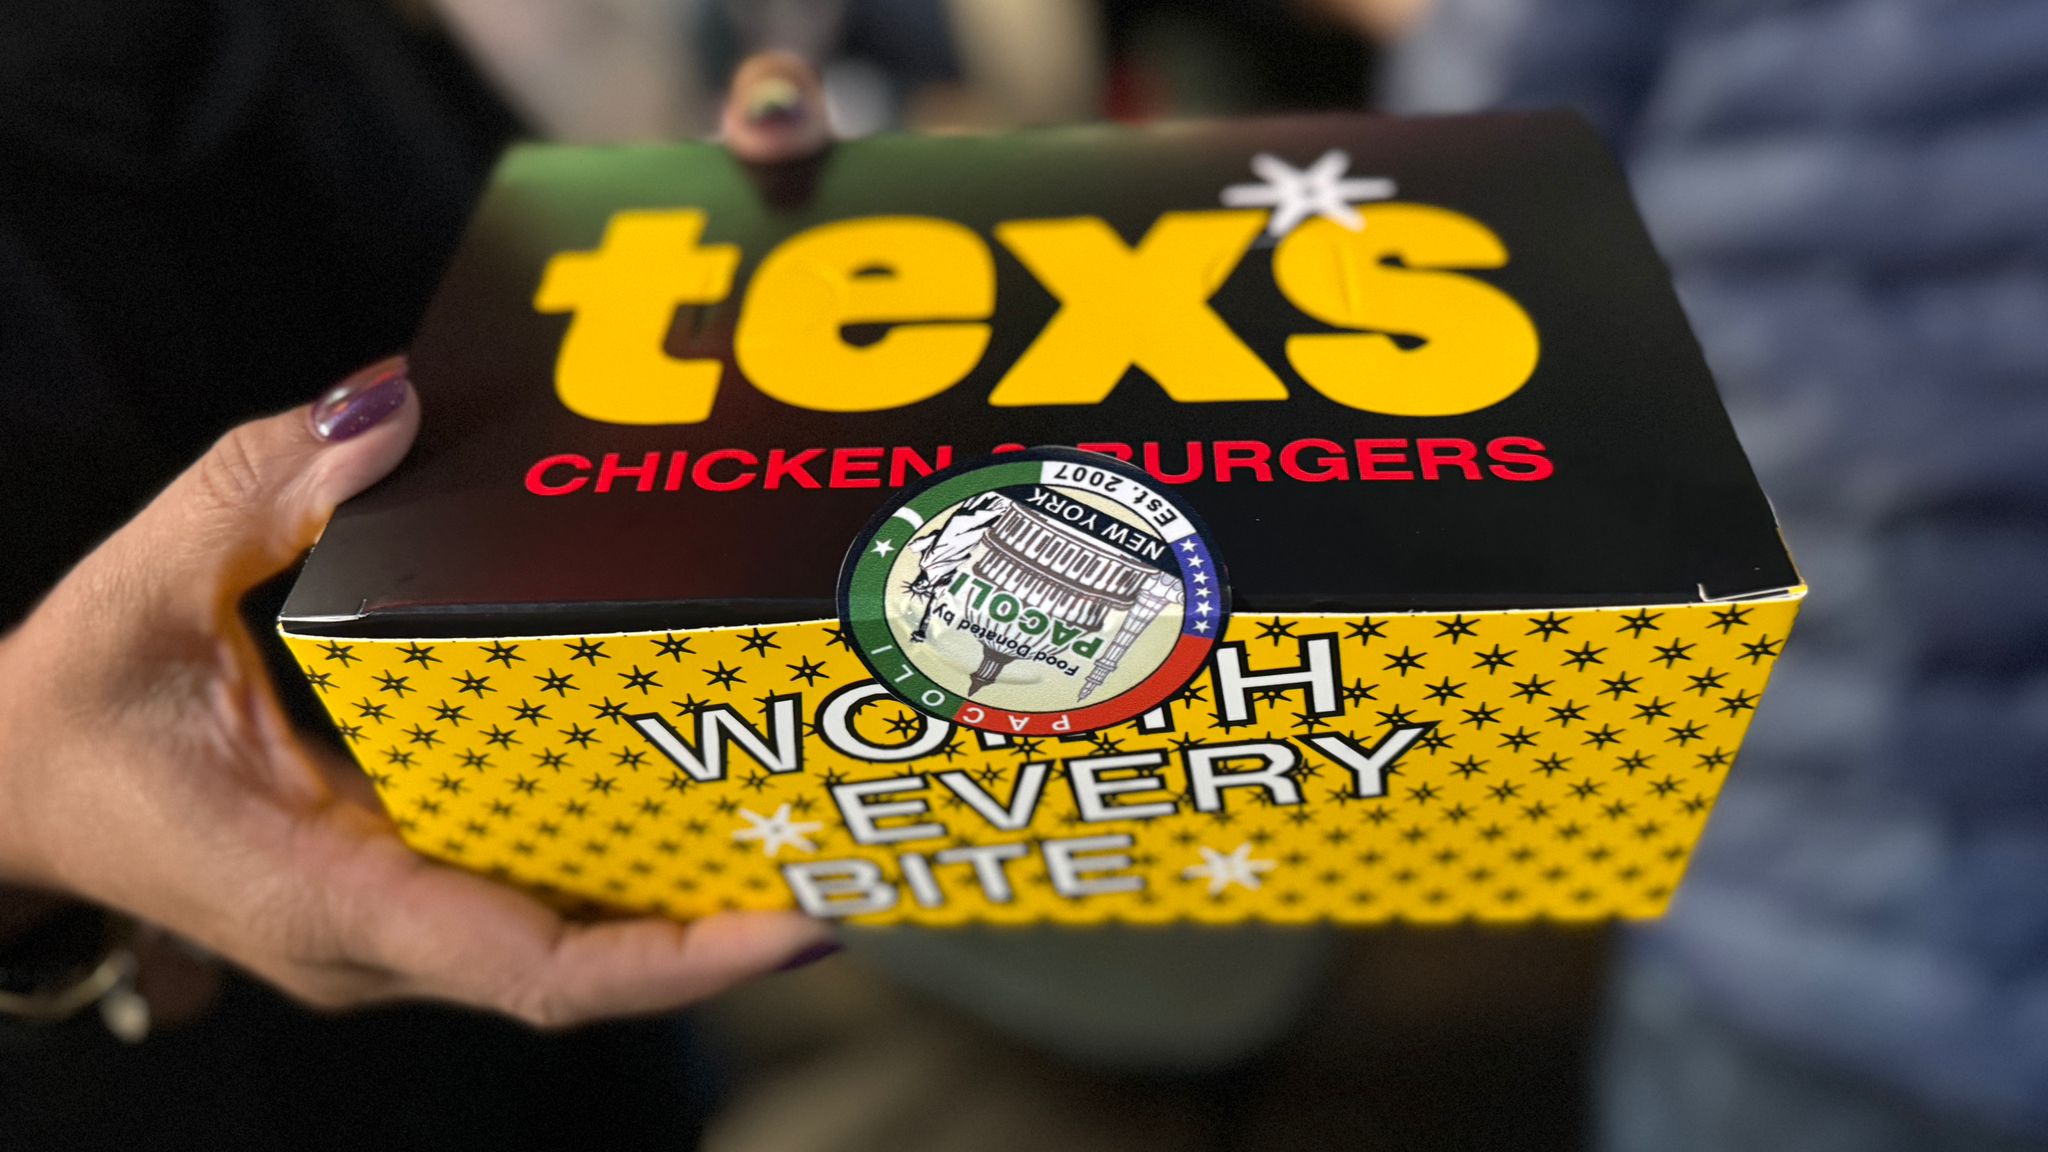 tex's
CHICKEN & BURGERS
Est. 2007
NEW YORK
Food Donated by
PACOLI
PACOLI
WORTH
EVERY
BITE